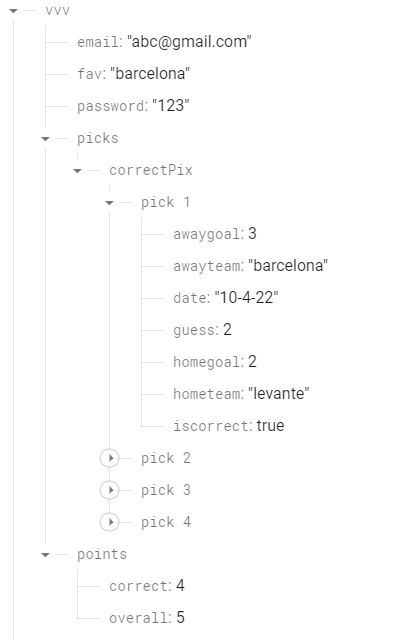 vvv
email: "abc@gmail.com"
fav: "barcelona"
password: "123"
picks
correctPix
pick 1
awaygoal: 3
awayteam: "barcelona"
date: "10-4-22"
guess: 2
homegoal: 2
hometeam: "levante"
iscorrect: true
pick 2
pick 3
pick 4
points
correct: 4
overall: 5